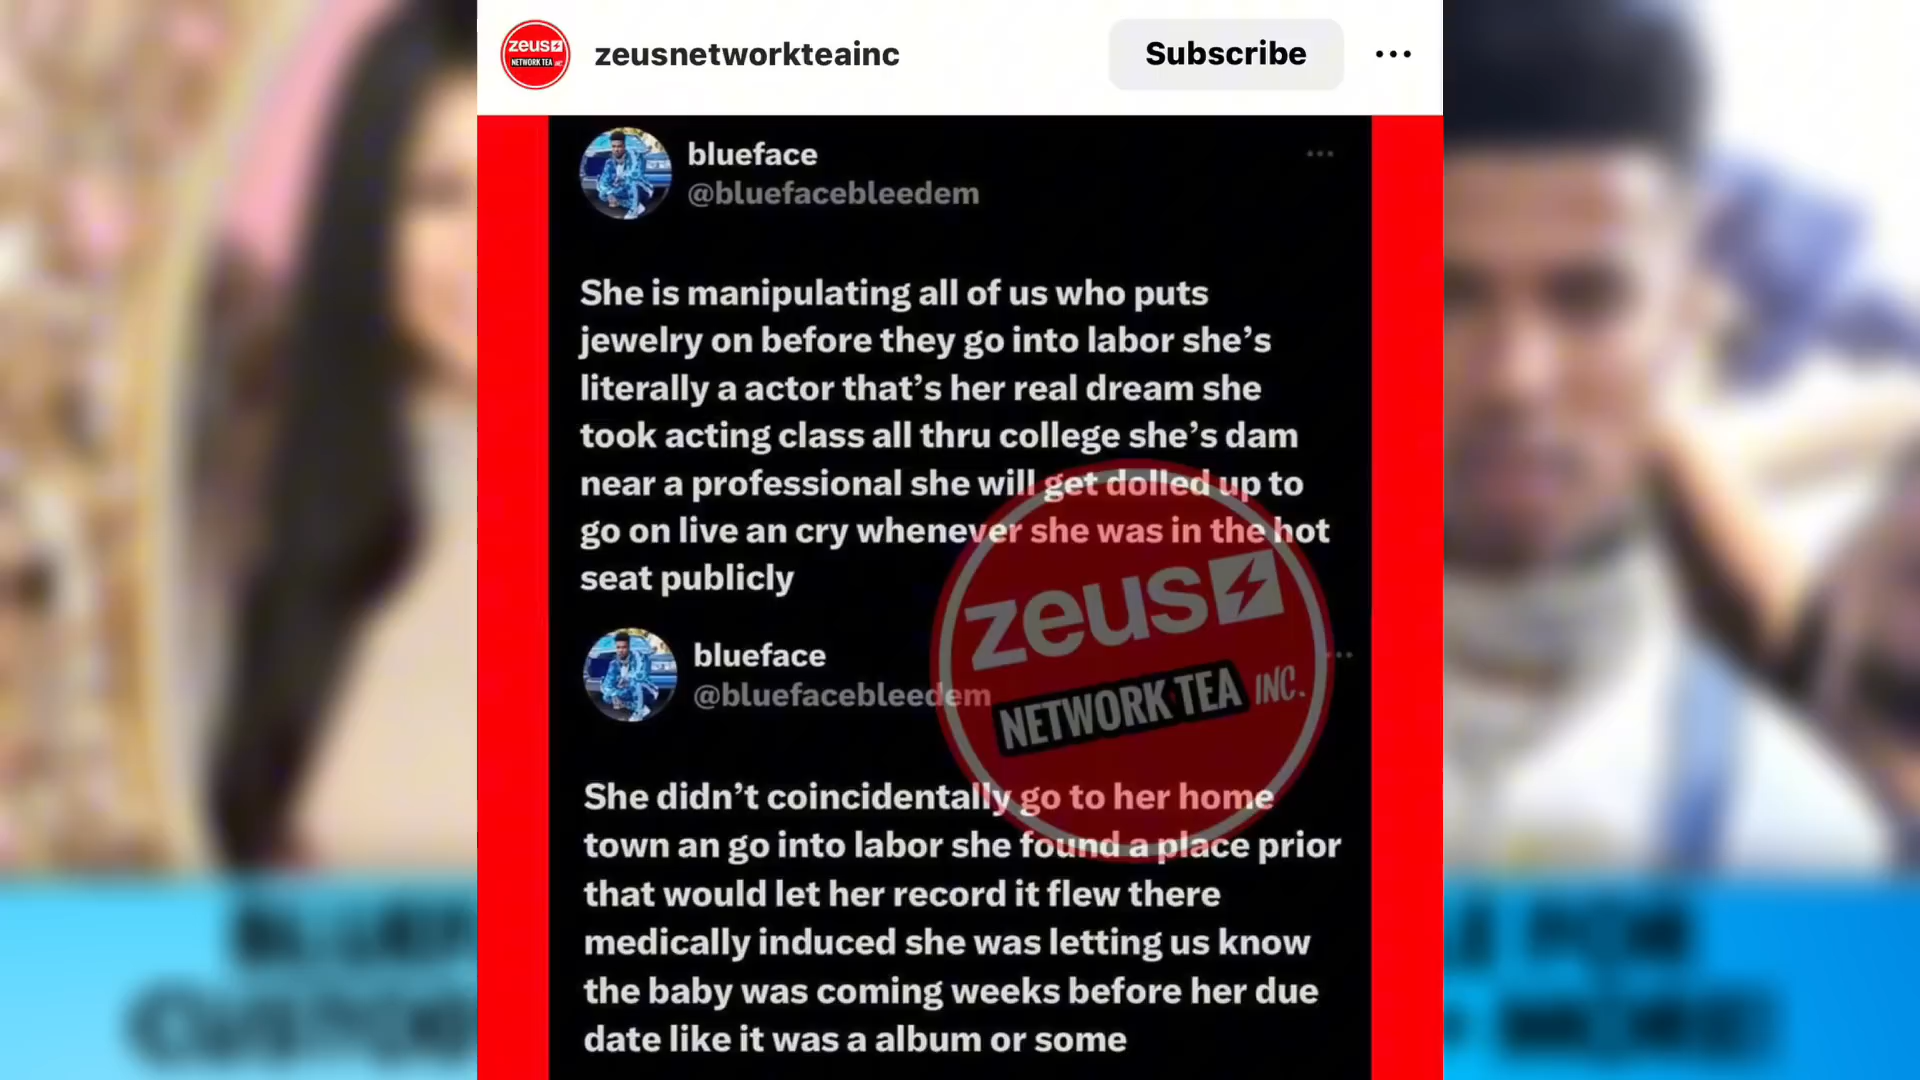 zeus
NETWORK TEA INC
zeusnetworkteainc
Subscribe
blueface
@bluefacebleedem
She is manipulating all of us who puts
jewelry on before they go into labor she’s
literally a actor that’s her real dream she
took acting class all thru college she’s dam
near a professional she will get dolled up to
go on live an cry whenever she was in the hot
seat publicly
blueface
@bluefacebleedem
zeus
NETWORK TEA INC.
She didn’t coincidentally go to her home
town an go into labor she found a place prior
that would let her record it flew there
medically induced she was letting us know
the baby was coming weeks before her due
date like it was a album or some